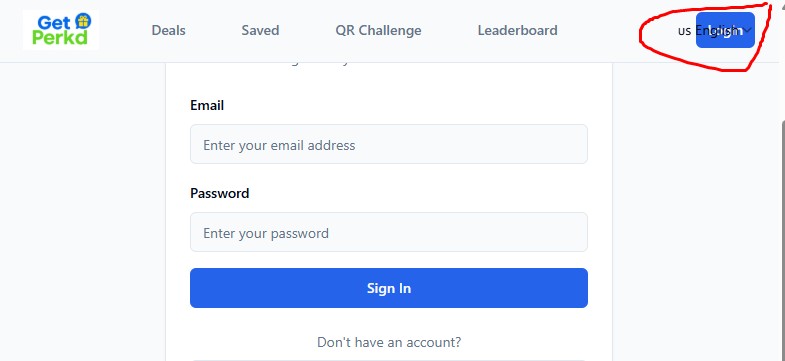 Get
Perkd
Deals
Saved
QR Challenge
Leaderboard
us English
Login
Email
Enter your email address
Password
Enter your password
Sign In
Don't have an account?